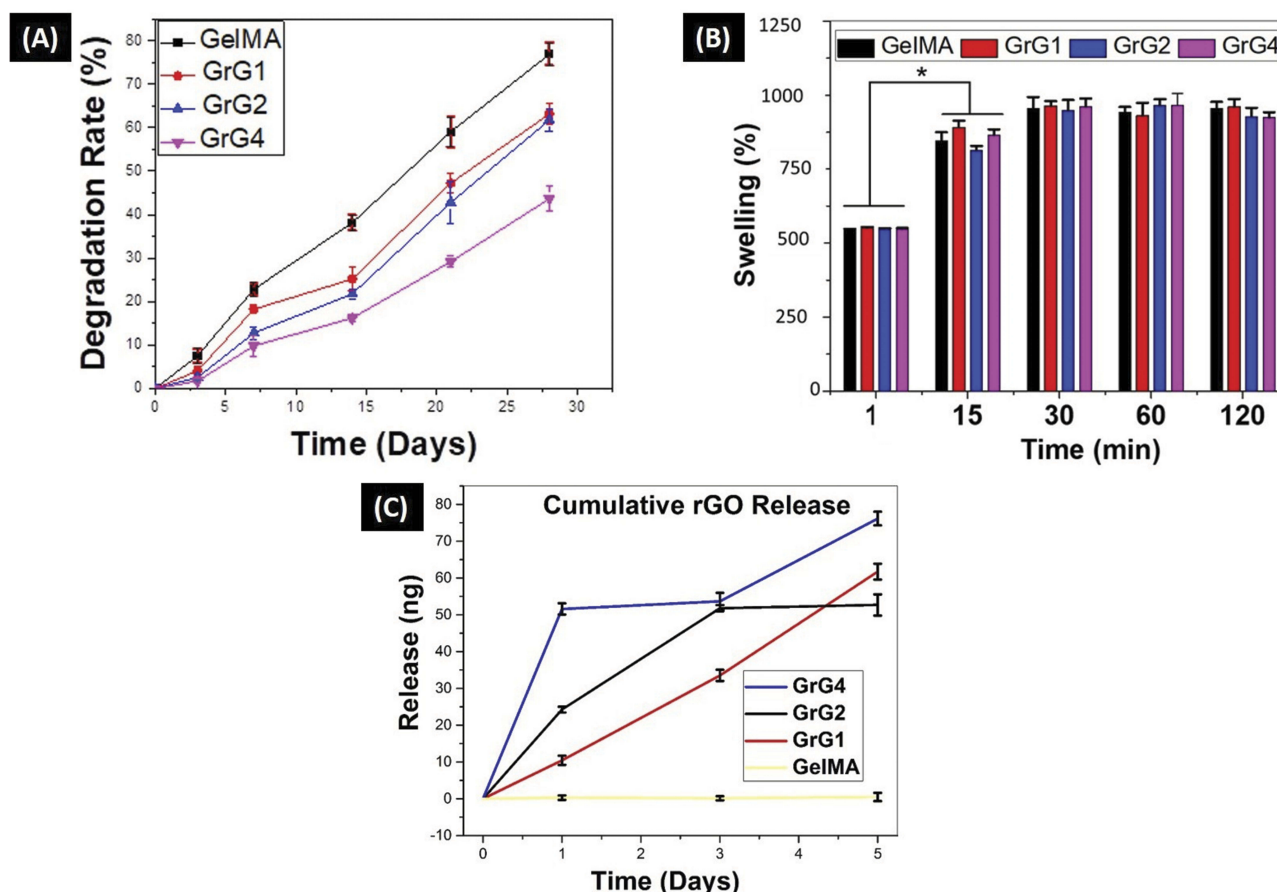 (A)
GelMA
GrG1
GrG2
GrG4
Degradation Rate (%)
80
70
60
50
40
30
20
10
0
0 5 10 15 20 25 30
Time (Days)
(B)
GelMA GrG1 GrG2 GrG4
*
Swelling (%)
1250
1000
750
500
250
0
1 15 30 60 120
Time (min)
(C)
Cumulative rGO Release
Release (ng)
80
70
60
50
40
30
20
10
0
-10
GrG4
GrG2
GrG1
GelMA
0 1 2 3 4 5
Time (Days)